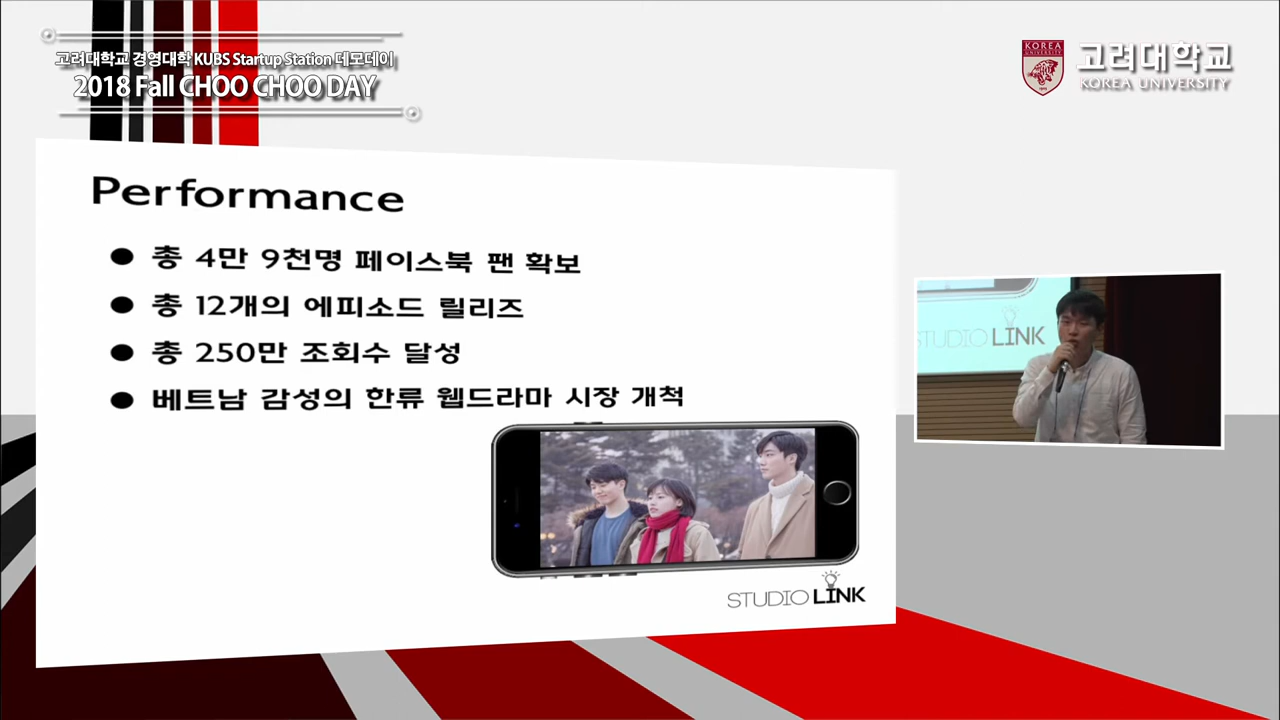 고려대학교 경영대학 KUBS Startup Station 데모데이
2018 Fall CHOO CHOO DAY
KOREA
UNIVERSITY
1905
고려대학교
KOREA UNIVERSITY
Performance
● 총 4만 9천명 페이스북 팬 확보
● 총 12개의 에피소드 릴리즈
● 총 250만 조회수 달성
● 베트남 감성의 한류 웹드라마 시장 개척
STUDIO LINK
STUDIO LINK